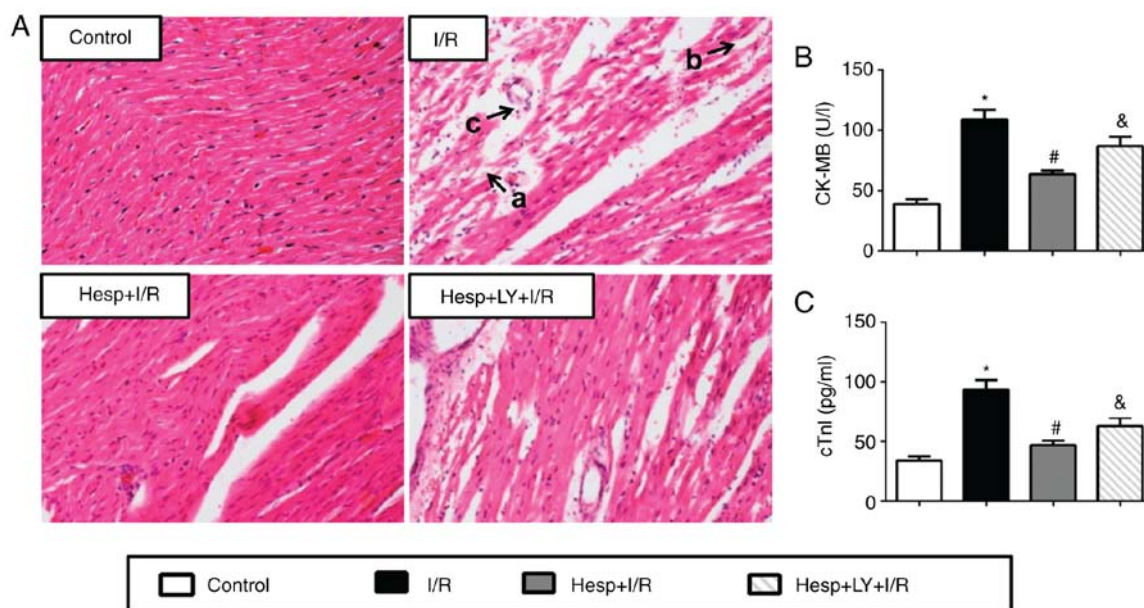 A
Control
I/R
b
c
a
Hesp+I/R
Hesp+LY+I/R
B
CK-MB (U/l)
150
100
50
0
*
#
&
C
cTnI (pg/ml)
150
100
50
0
*
#
&
Control
I/R
Hesp+I/R
Hesp+LY+I/R